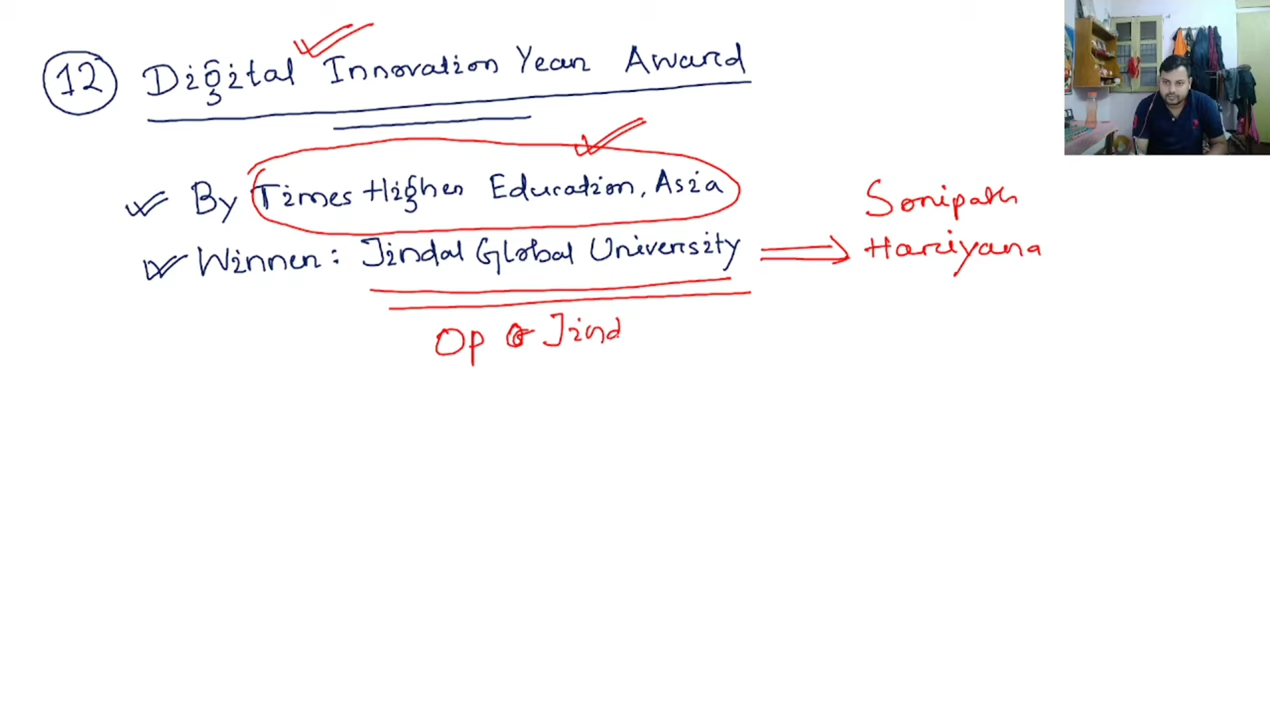 12 Digital Innovation Year Award
By Times Higher Education, Asia
Winner: Jindal Global University
Sonipath
Hariyana
Op Jind